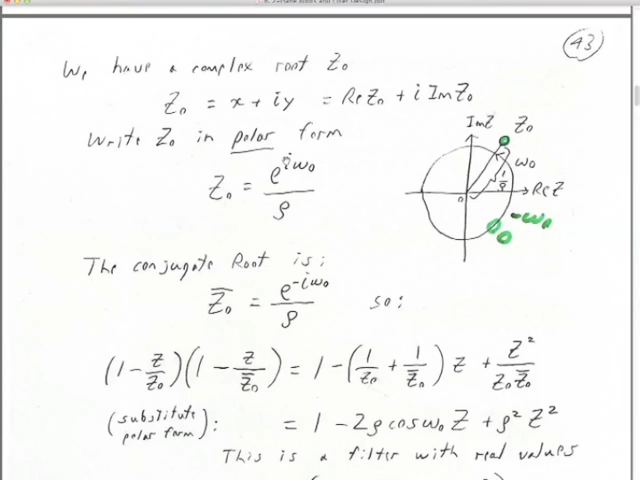 43
We have a complex root Z₀
Z₀ = x + iy = Re Z₀ + i Im Z₀
Write Z₀ in polar form
Z₀ = e^{iω₀} / ρ
Im Z
Z₀
ω₀
1/ρ
0
Re Z
-ω₀
The conjugate Root is:
Z̄₀ = e^{-iω₀} / ρ so:
(1 - Z/Z₀)(1 - Z/Z̄₀) = 1 - (1/Z₀ + 1/Z̄₀) Z + Z²/(Z₀ Z̄₀)
(substitute polar form): = 1 - 2ρ cos ω₀ Z + ρ² Z²
This is a filter with real values